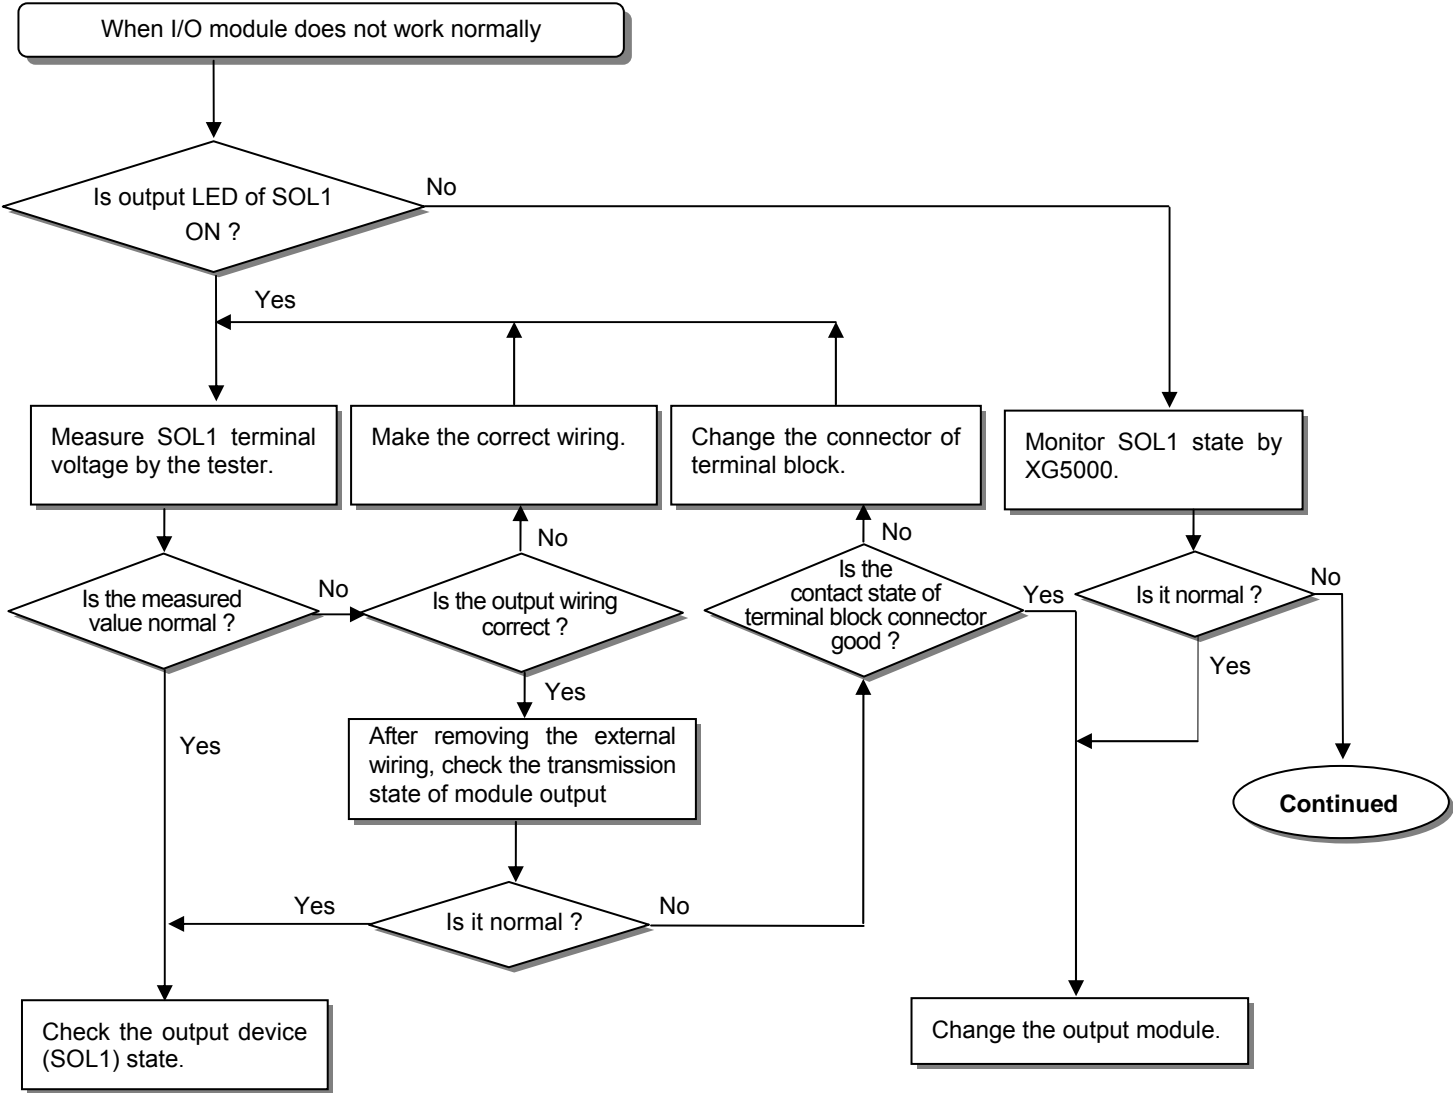 When I/O module does not work normally
Is output LED of SOL1
ON ?
No
Yes
Measure SOL1 terminal
voltage by the tester.
Make the correct wiring.
Change the connector of
terminal block.
Monitor SOL1 state by
XG5000.
No
No
Is the measured
value normal ?
No
Is the output wiring
correct ?
Is the
contact state of
terminal block connector
good ?
Yes
Is it normal ?
No
Yes
Yes
Yes
After removing the external
wiring, check the transmission
state of module output
Continued
Yes
Is it normal ?
No
Check the output device
(SOL1) state.
Change the output module.